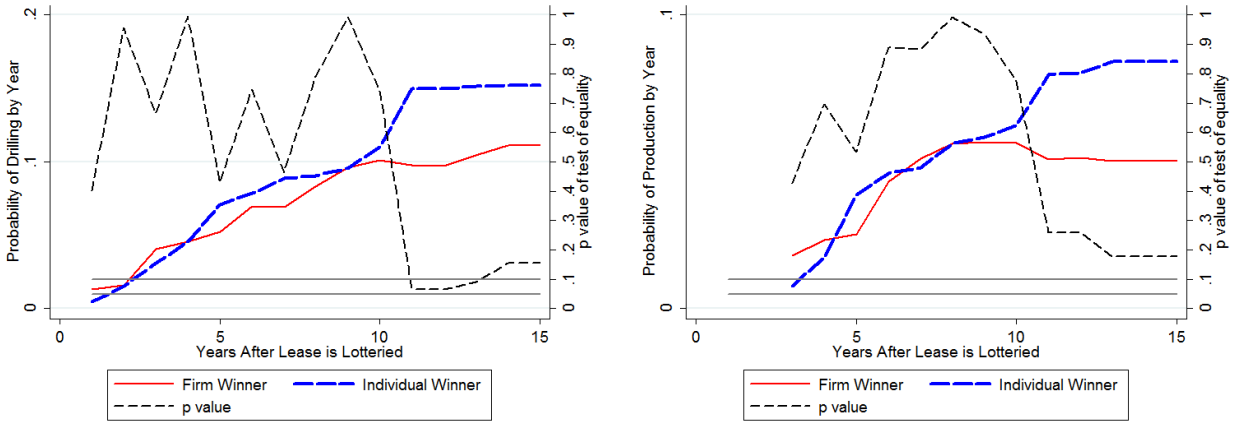 Probability of Drilling by Year
.2
.1
0
1
.9
.8
.7
.6
.5
.4
.3
.2
.1
0
p value of test of equality
0
5
10
15
Years After Lease is Lotteried
Firm Winner
Individual Winner
p value
Probability of Production by Year
.1
0
1
.9
.8
.7
.6
.5
.4
.3
.2
.1
0
p value of test of equality
0
5
10
15
Years After Lease is Lotteried
Firm Winner
Individual Winner
p value